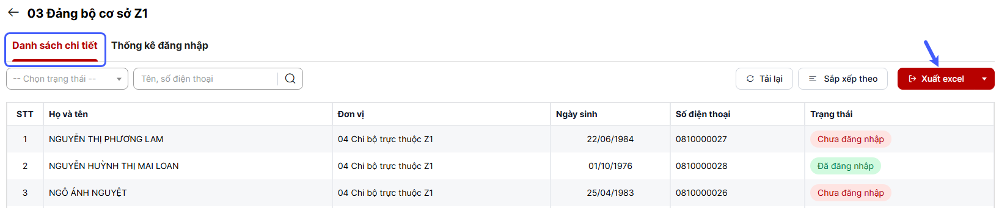 03 Đảng bộ cơ sở Z1
Danh sách chi tiết Thống kê đăng nhập
-- Chọn trạng thái -- Tên, số điện thoại Tải lại Sắp xếp theo Xuất excel
STT Họ và tên Đơn vị Ngày sinh Số điện thoại Trạng thái
1 NGUYỄN THỊ PHƯƠNG LAM 04 Chi bộ trực thuộc Z1 22/06/1984 0810000027 Chưa đăng nhập
2 NGUYỄN HUỲNH THỊ MAI LOAN 04 Chi bộ trực thuộc Z1 01/10/1976 0810000028 Đã đăng nhập
3 NGÔ ÁNH NGUYỆT 04 Chi bộ trực thuộc Z1 25/04/1983 0810000026 Chưa đăng nhập